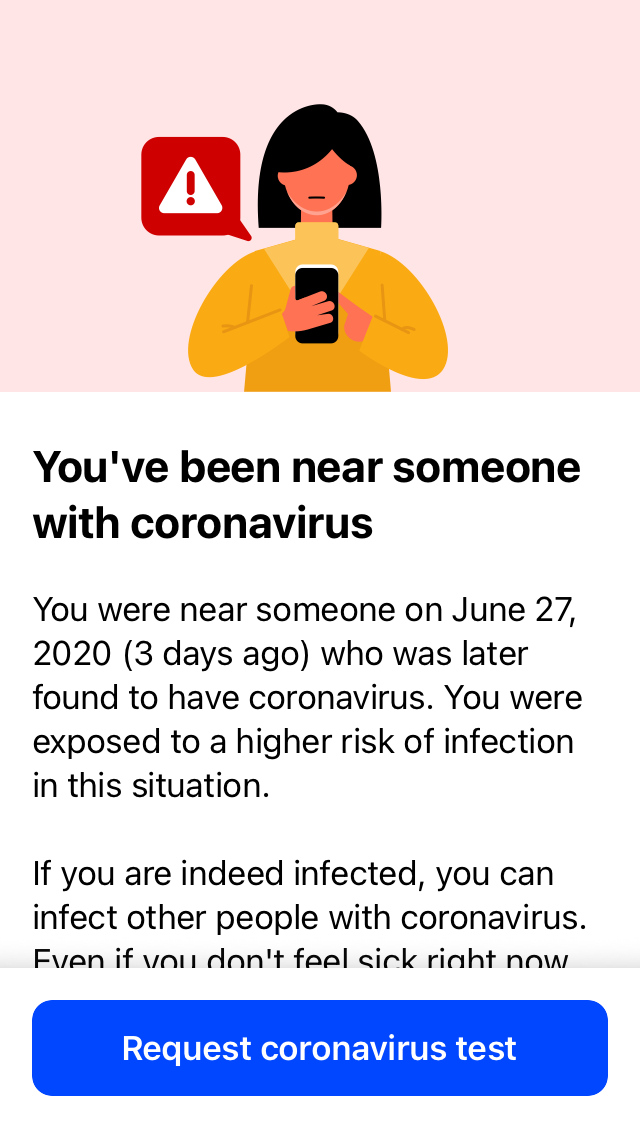 You've been near someone
with coronavirus
You were near someone on June 27,
2020 (3 days ago) who was later
found to have coronavirus. You were
exposed to a higher risk of infection
in this situation.
If you are indeed infected, you can
infect other people with coronavirus.
Even if you don't feel sick right now
Request coronavirus test